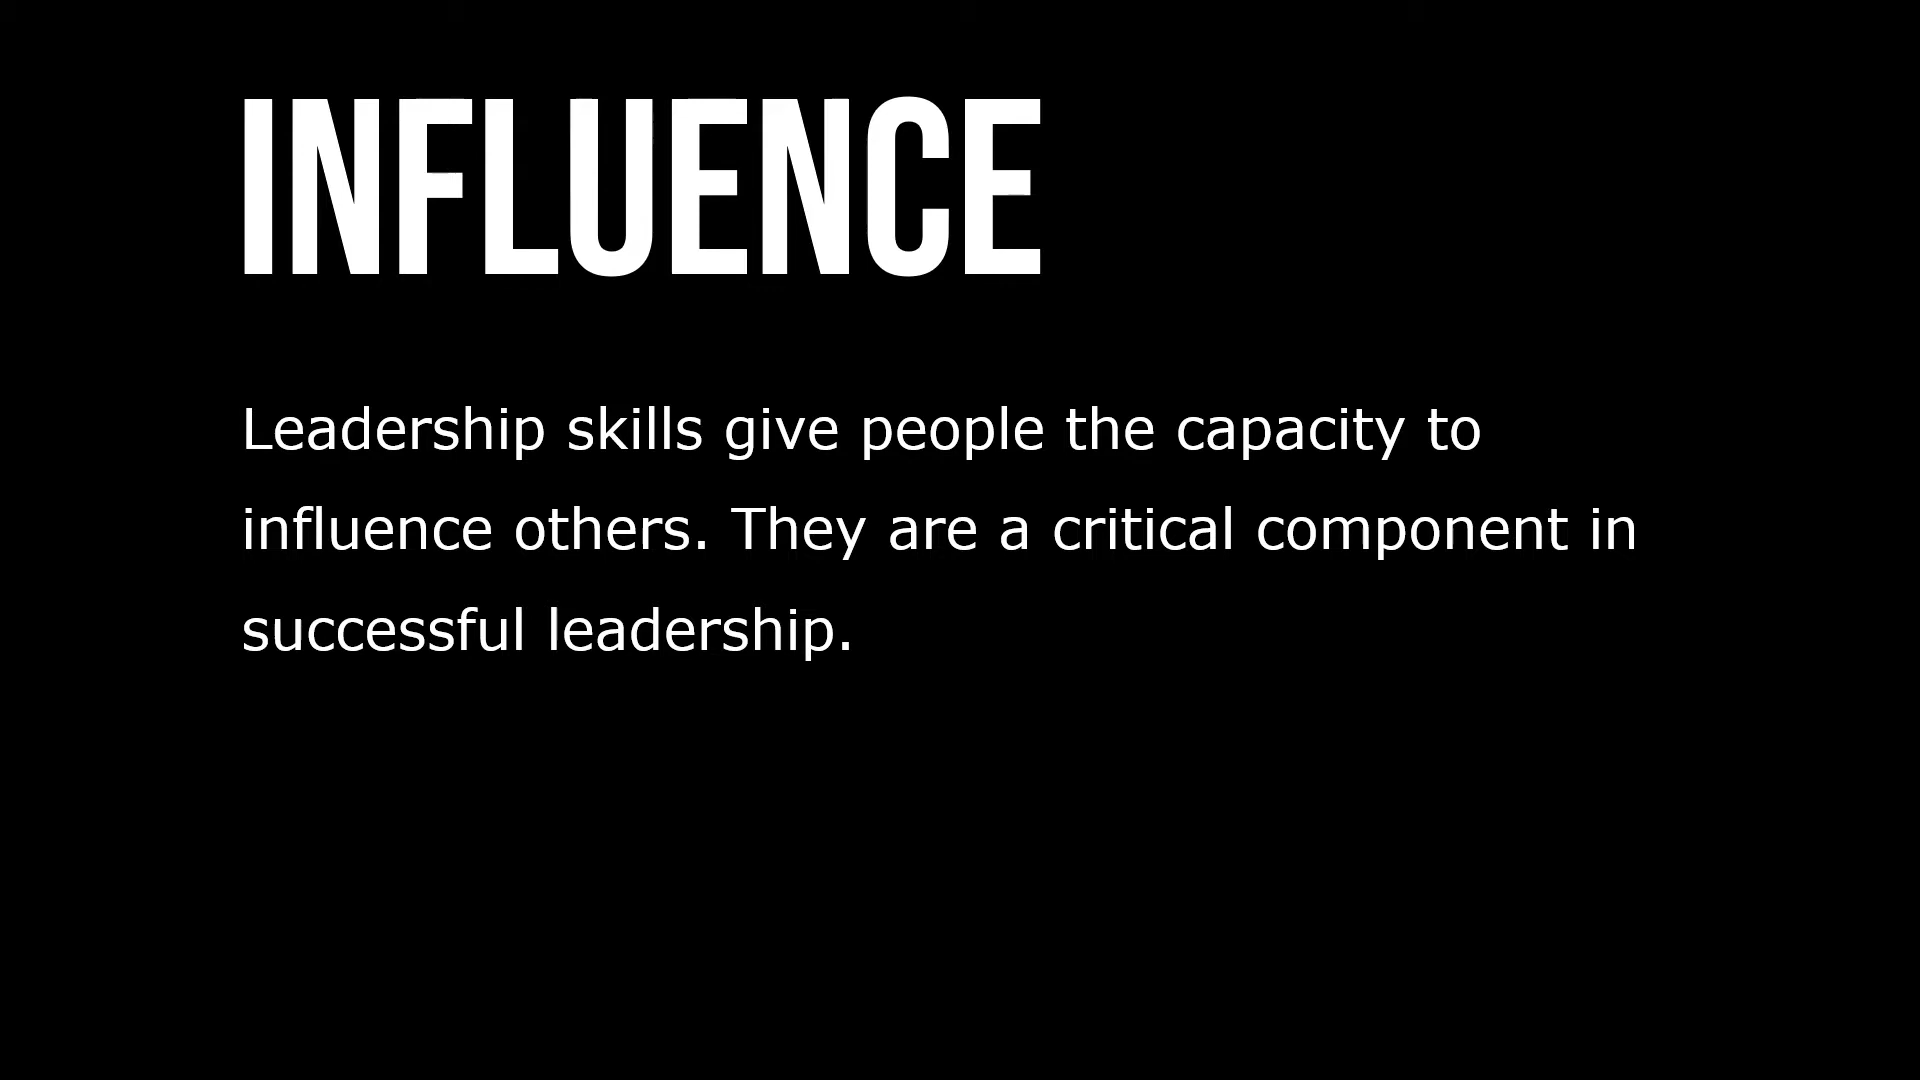 INFLUENCE
Leadership skills give people the capacity to
influence others. They are a critical component in
successful leadership.